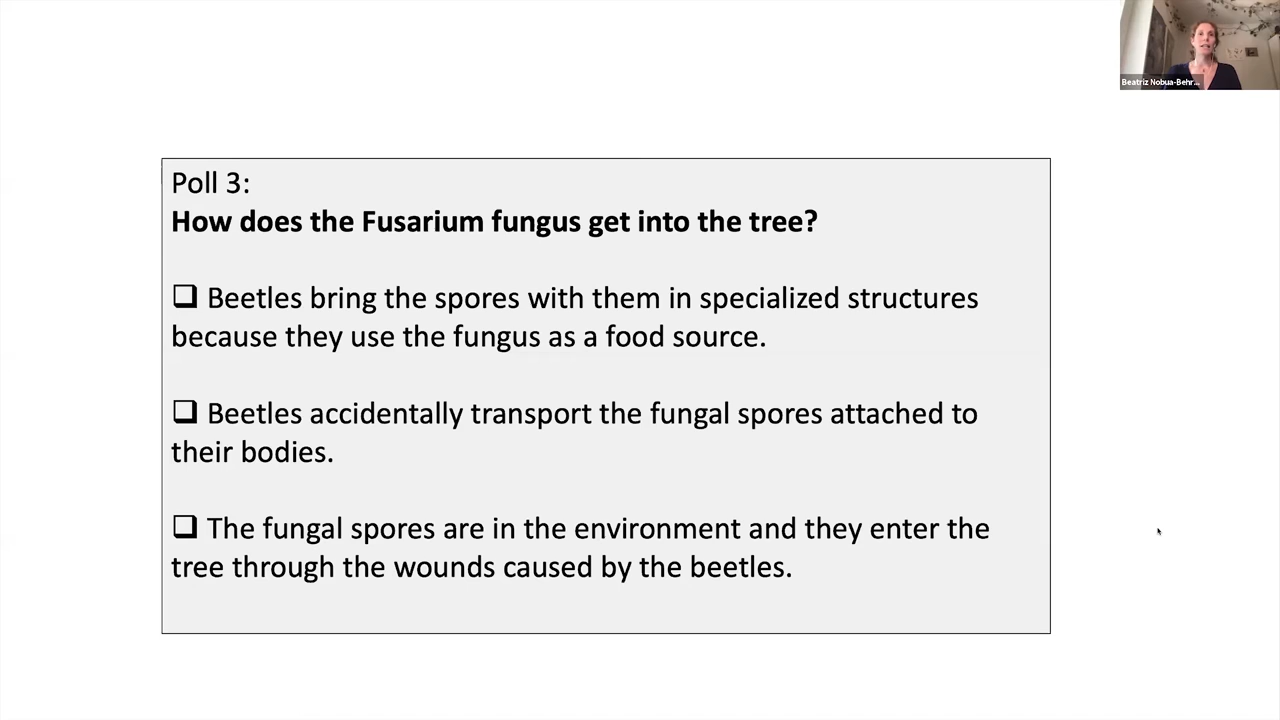 Beatriz Nobua-Behr...
Poll 3:
How does the Fusarium fungus get into the tree?
❑ Beetles bring the spores with them in specialized structures
because they use the fungus as a food source.
❑ Beetles accidentally transport the fungal spores attached to
their bodies.
❑ The fungal spores are in the environment and they enter the
tree through the wounds caused by the beetles.